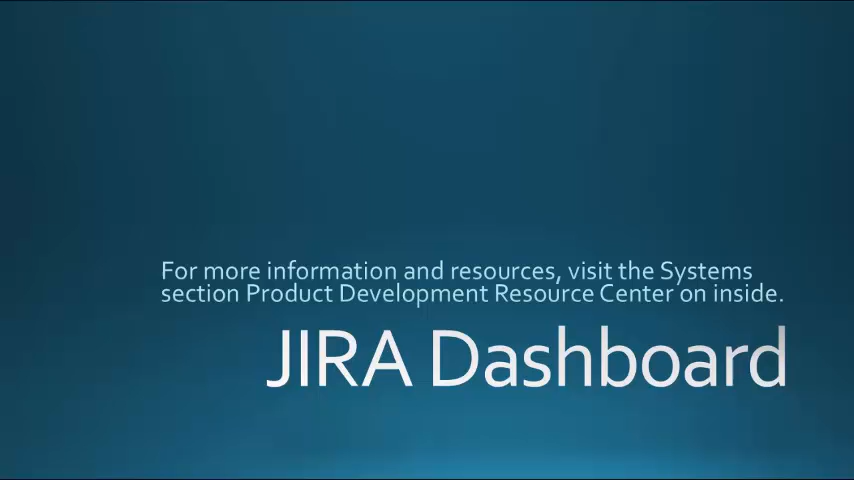 For more information and resources, visit the Systems
section Product Development Resource Center on inside.
JIRA Dashboard